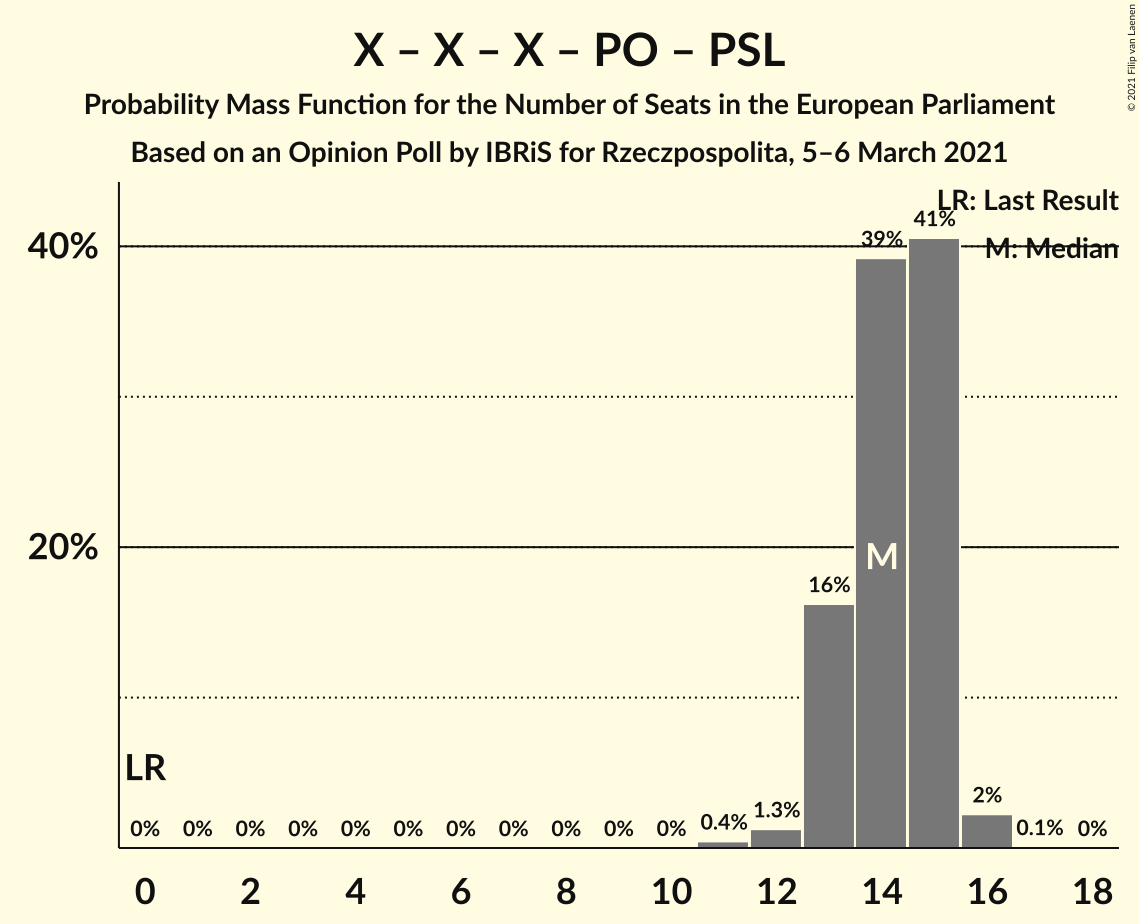 X – X – X – PO – PSL
Probability Mass Function for the Number of Seats in the European Parliament
Based on an Opinion Poll by IBRiS for Rzeczpospolita, 5–6 March 2021
© 2021 Filip van Laenen
LR: Last Result
M: Median
40%
20%
41%
39%
16%
M
LR
0% 0% 0% 0% 0% 0% 0% 0% 0% 0% 0% 0.4% 1.3% 2% 0.1% 0%
0 2 4 6 8 10 12 14 16 18